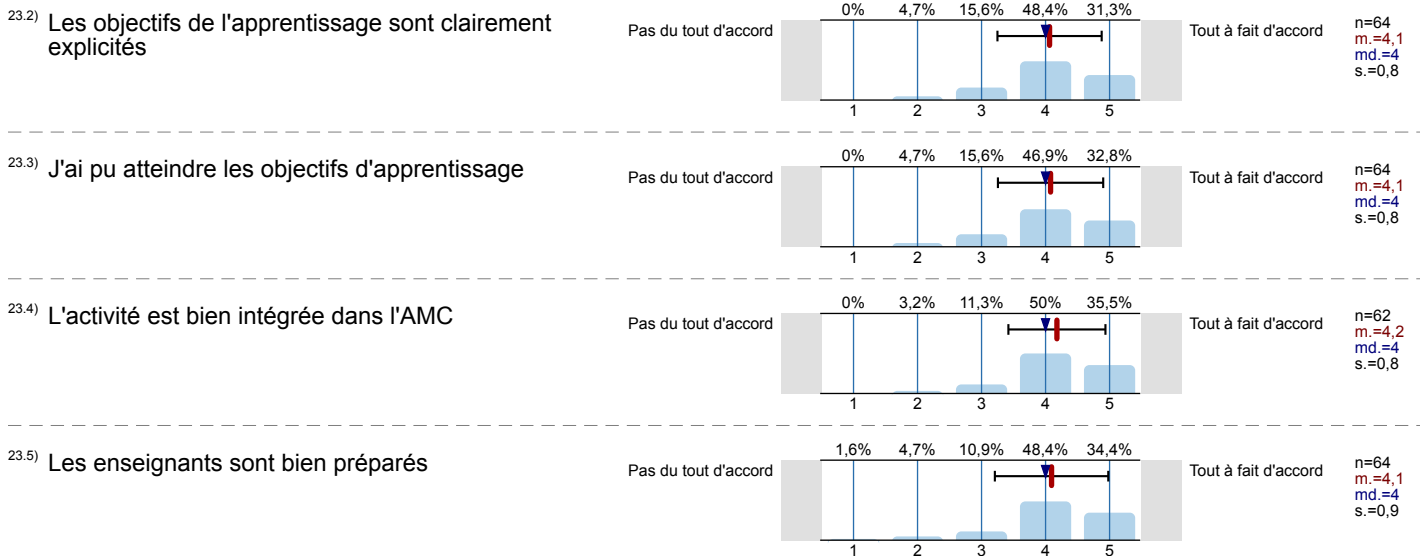 23.2) Les objectifs de l'apprentissage sont clairement
explicités
Pas du tout d'accord
0% 4,7% 15,6% 48,4% 31,3%
1 2 3 4 5
Tout à fait d'accord
n=64
m.=4,1
md.=4
s.=0,8
23.3) J'ai pu atteindre les objectifs d'apprentissage
Pas du tout d'accord
0% 4,7% 15,6% 46,9% 32,8%
1 2 3 4 5
Tout à fait d'accord
n=64
m.=4,1
md.=4
s.=0,8
23.4) L'activité est bien intégrée dans l'AMC
Pas du tout d'accord
0% 3,2% 11,3% 50% 35,5%
1 2 3 4 5
Tout à fait d'accord
n=62
m.=4,2
md.=4
s.=0,8
23.5) Les enseignants sont bien préparés
Pas du tout d'accord
1,6% 4,7% 10,9% 48,4% 34,4%
1 2 3 4 5
Tout à fait d'accord
n=64
m.=4,1
md.=4
s.=0,9